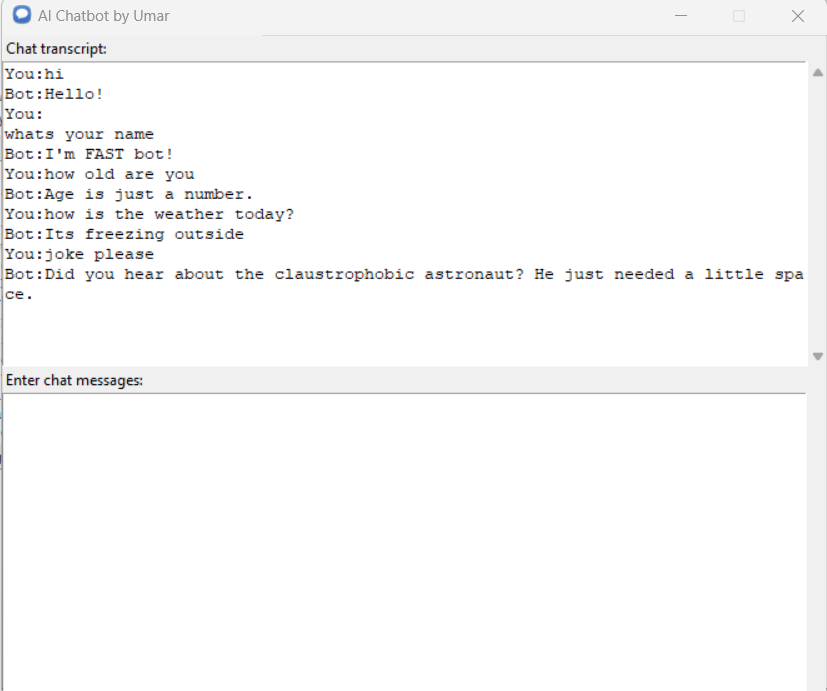 AI Chatbot by Umar
Chat transcript:
You:hi
Bot:Hello!
You:
whats your name
Bot:I'm FAST bot!
You:how old are you
Bot:Age is just a number.
You:how is the weather today?
Bot:Its freezing outside
You:joke please
Bot:Did you hear about the claustrophobic astronaut? He just needed a little spa
ce.
Enter chat messages: